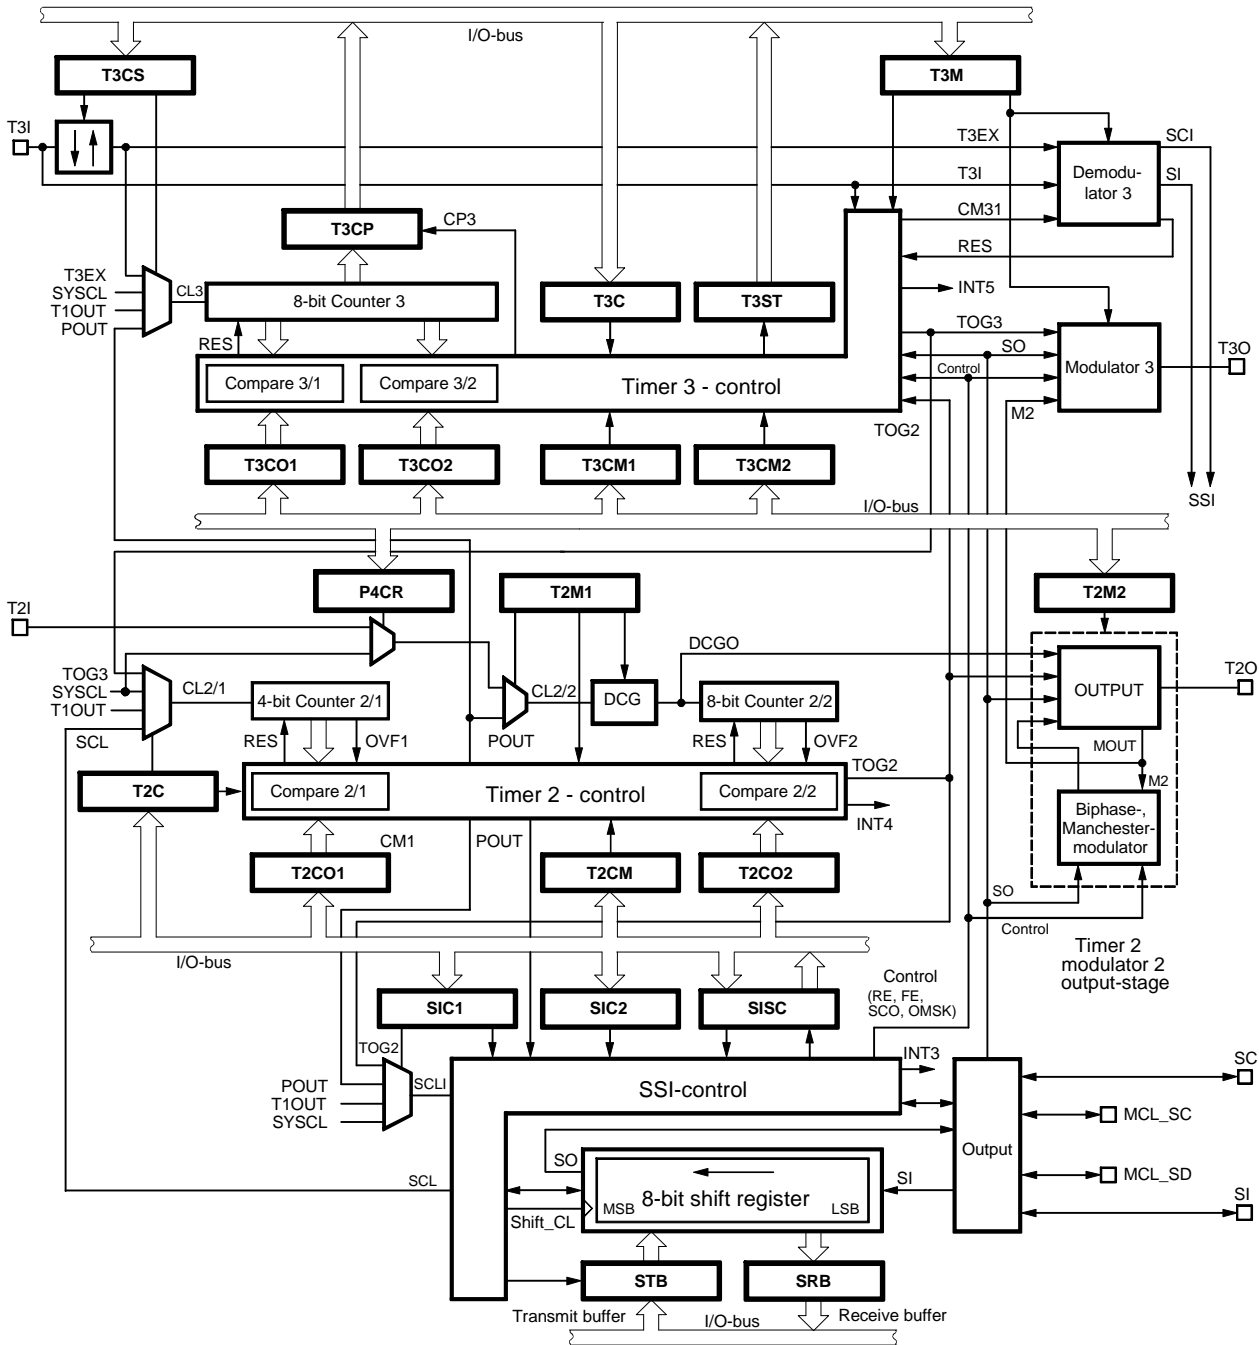 I/O-bus
T3CS
T3M
T3I
T3EX
SCI
T3I
SI
Demodu-
lator 3
CM31
T3CP
CP3
RES
T3EX
SYSCL
T1OUT
POUT
CL3
8-bit Counter 3
T3C
T3ST
INT5
TOG3
RES
SO
Compare 3/1
Compare 3/2
Timer 3 - control
Control
Modulator 3
T3O
M2
TOG2
T3CO1
T3CO2
T3CM1
T3CM2
SSI
I/O-bus
P4CR
T2M1
T2M2
T2I
DCGO
TOG3
SYSCL
T1OUT
SCL
CL2/1
4-bit Counter 2/1
CL2/2
DCG
8-bit Counter 2/2
OUTPUT
T2O
RES
OVF1
POUT
RES
OVF2
MOUT
TOG2
M2
T2C
Compare 2/1
Timer 2 - control
Compare 2/2
INT4
Biphase-,
Manchester-
modulator
CM1
POUT
T2CO1
T2CM
T2CO2
SO
Control
I/O-bus
Timer 2
modulator 2
output-stage
SIC1
SIC2
SISC
Control
(RE, FE,
SCO, OMSK)
TOG2
INT3
POUT
T1OUT
SYSCL
SCLI
SSI-control
SC
MCL_SC
Output
SO
SI
SCL
8-bit shift register
MSB
LSB
Shift_CL
MCL_SD
SI
STB
SRB
Transmit buffer
I/O-bus
Receive buffer